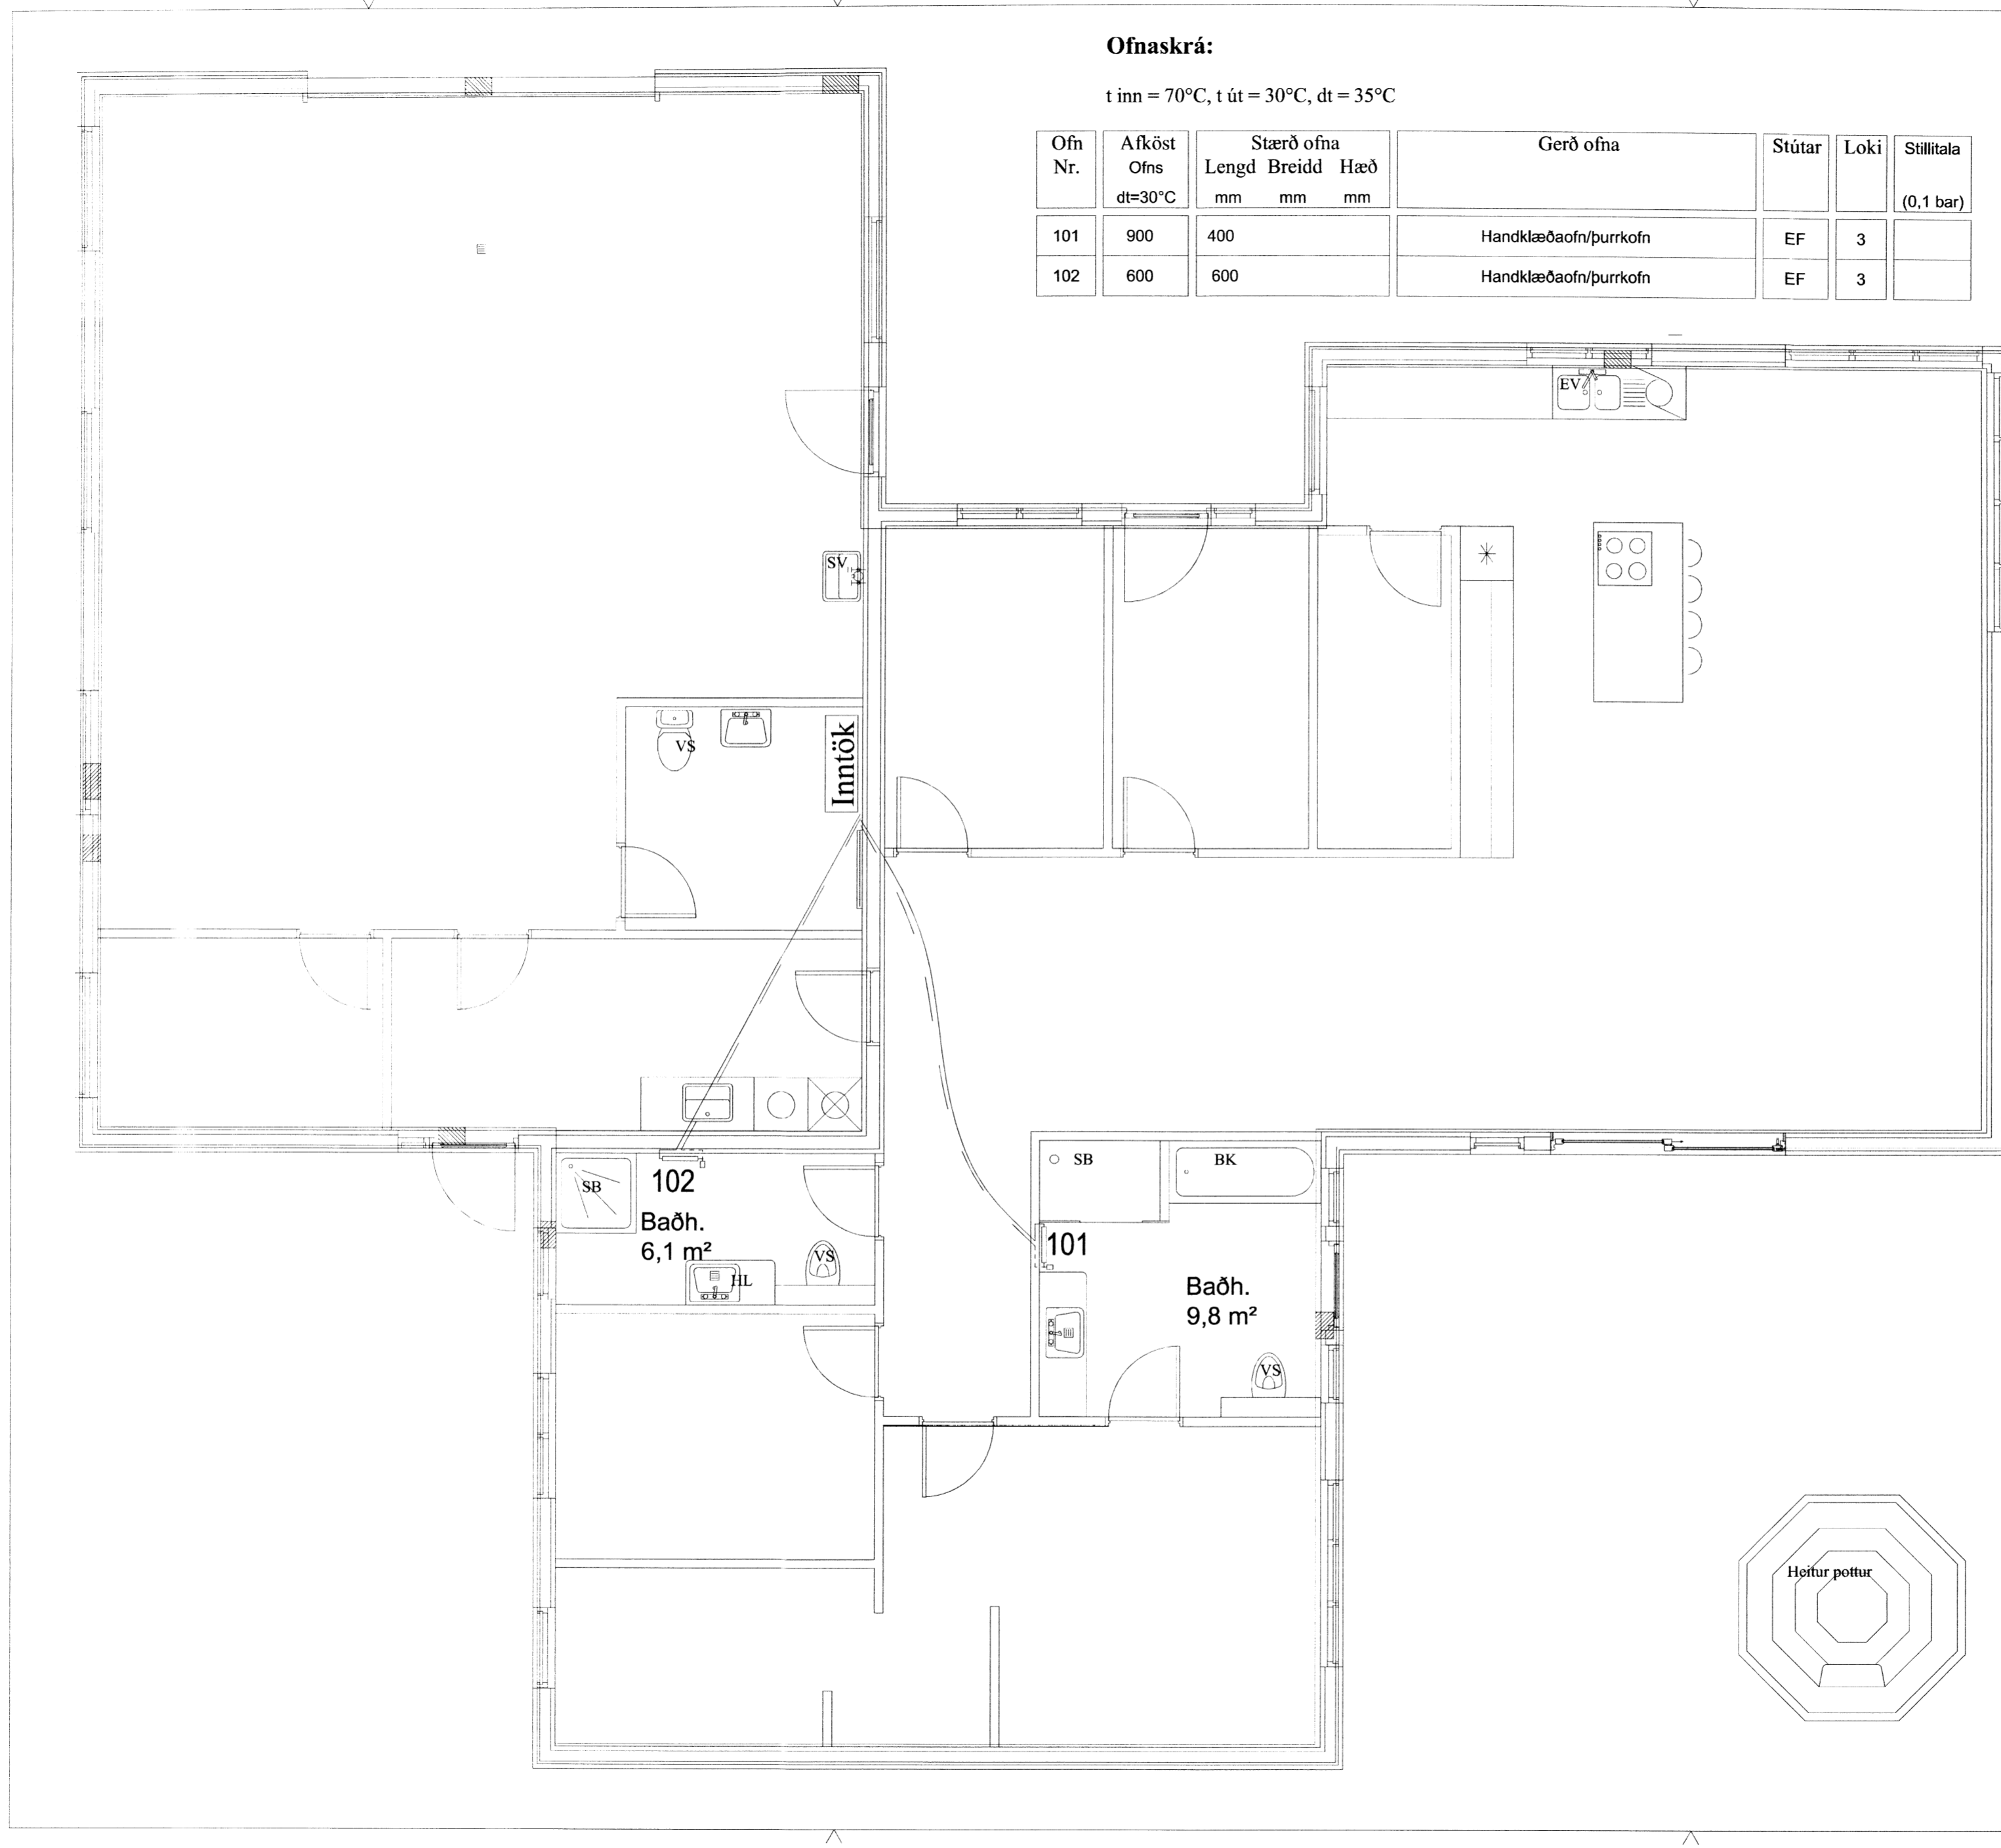 Ofnaskrá:
t inn = 70°C, t út = 30°C, dt = 35°C
Ofn Afköst Stærð ofna Gerð ofna Stútar Loki Stillitala
Nr. Ofns Lengd Breidd Hæð
dt=30°C mm mm mm (0,1 bar)
101 900 400 Handklæðaofn/þurrkofn EF 3
102 600 600 Handklæðaofn/þurrkofn EF 3
EV
SV
VS
Inntök
SB
102
Baðh.
6,1 m²
HL
VS
SB
BK
101
Baðh.
9,8 m²
VS
Heitur pottur